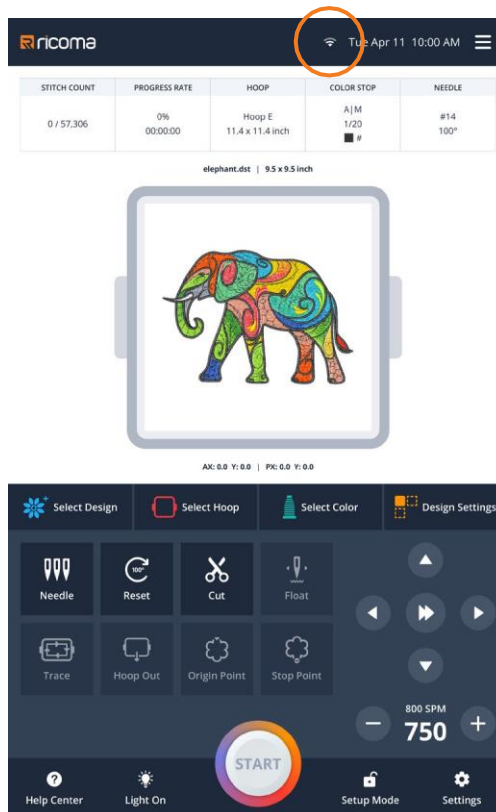 ricoma
Tue Apr 11 10:00 AM
STITCH COUNT PROGRESS RATE HOOP COLOR STOP NEEDLE
0 / 57,306
0%
00:00:00
Hoop E
11.4 x 11.4 inch
A|M
1/20
#
#14
100°
elephant.dst | 9.5 x 9.5 inch
AX: 0.0 Y: 0.0 | PX: 0.0 Y: 0.0
Select Design Select Hoop Select Color Design Settings
100°
Needle Reset Cut Float
Trace Hoop Out Origin Point Stop Point
800 SPM
750
START
Help Center Light On Setup Mode Settings